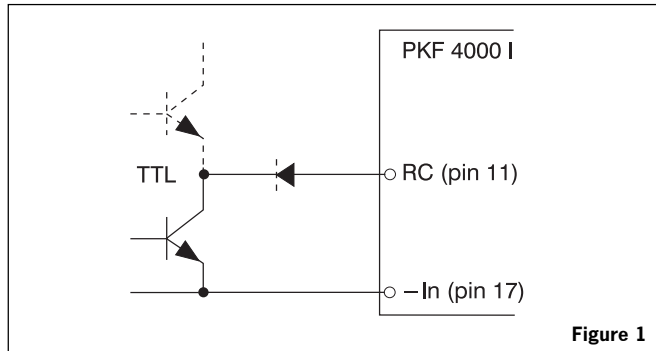 PKF 4000 I
TTL
RC (pin 11)
–In (pin 17)
Figure 1